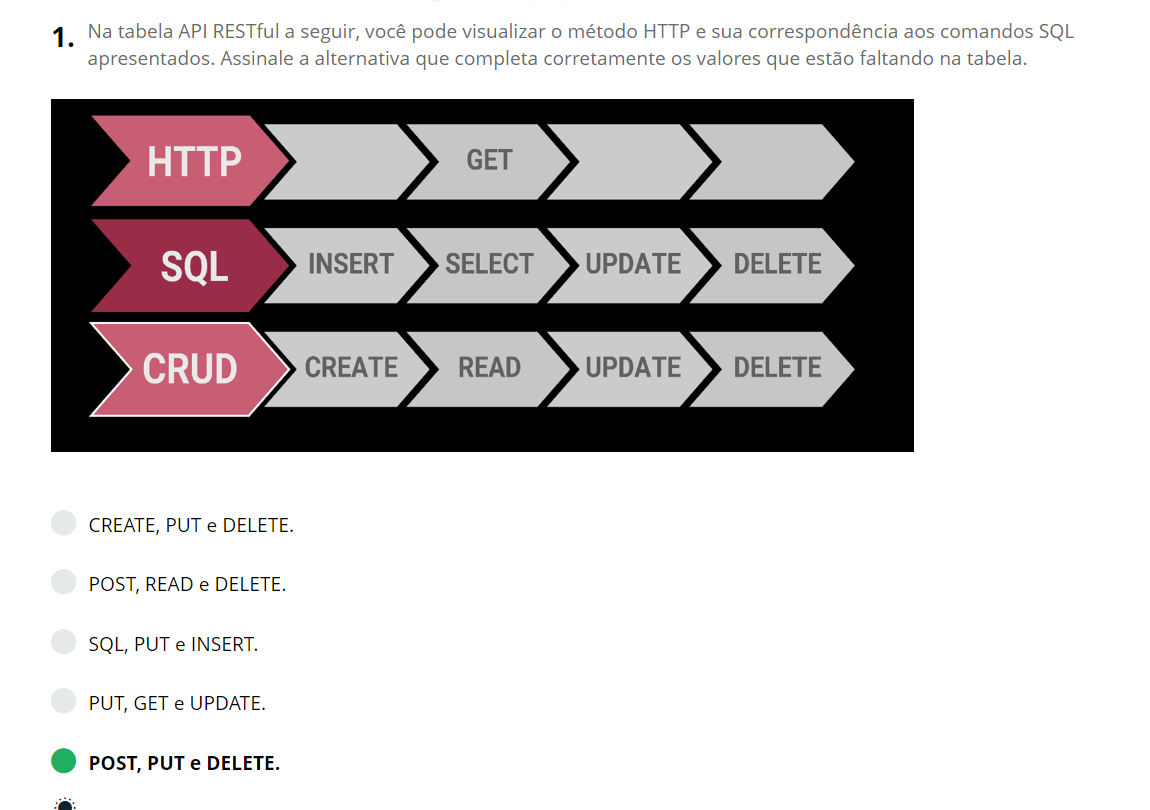 1. Na tabela API RESTful a seguir, você pode visualizar o método HTTP e sua correspondência aos comandos SQL
apresentados. Assinale a alternativa que completa corretamente os valores que estão faltando na tabela.
HTTP GET
SQL INSERT SELECT UPDATE DELETE
CRUD CREATE READ UPDATE DELETE
CREATE, PUT e DELETE.
POST, READ e DELETE.
SQL, PUT e INSERT.
PUT, GET e UPDATE.
POST, PUT e DELETE.